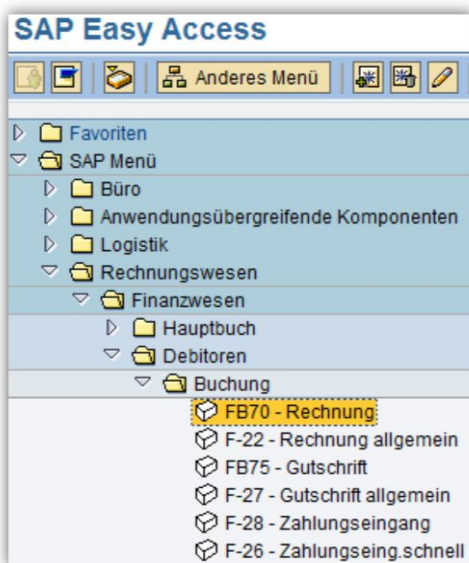 SAP Easy Access
Anderes Menü
Favoriten
SAP Menü
Büro
Anwendungsübergreifende Komponenten
Logistik
Rechnungswesen
Finanzwesen
Hauptbuch
Debitoren
Buchung
FB70 - Rechnung
F-22 - Rechnung allgemein
FB75 - Gutschrift
F-27 - Gutschrift allgemein
F-28 - Zahlungseingang
F-26 - Zahlungseing.schnell